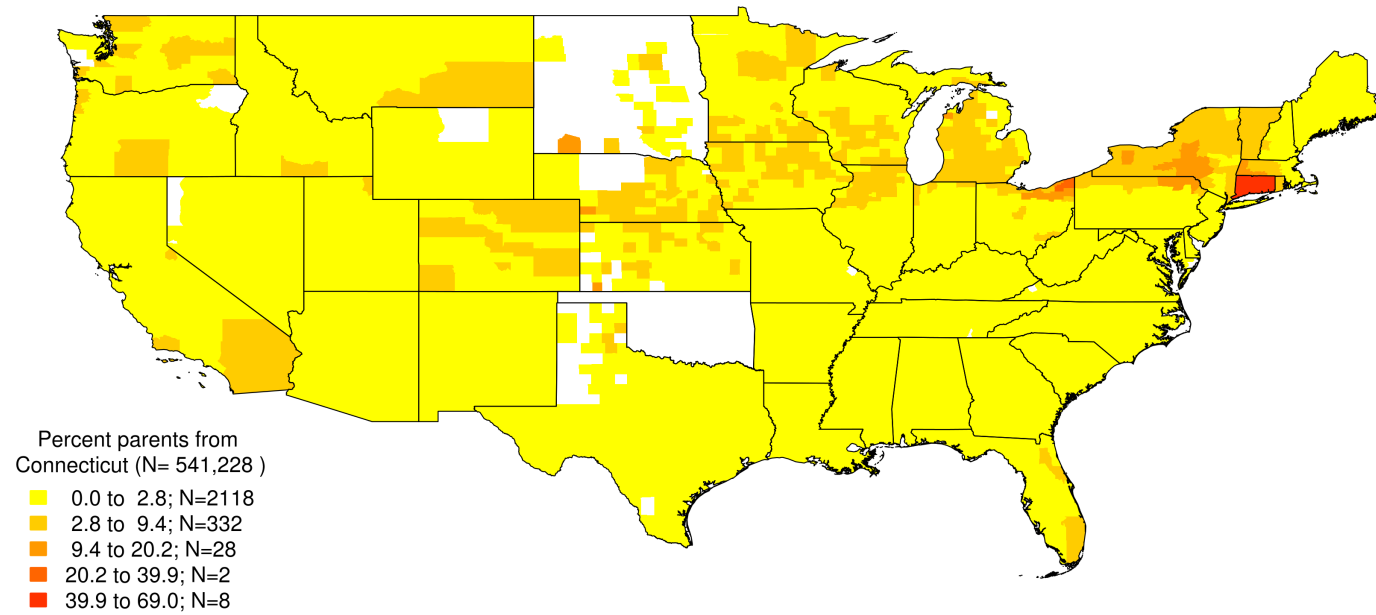 Percent parents from
Connecticut (N= 541,228 )
0.0 to 2.8; N=2118
2.8 to 9.4; N=332
9.4 to 20.2; N=28
20.2 to 39.9; N=2
39.9 to 69.0; N=8